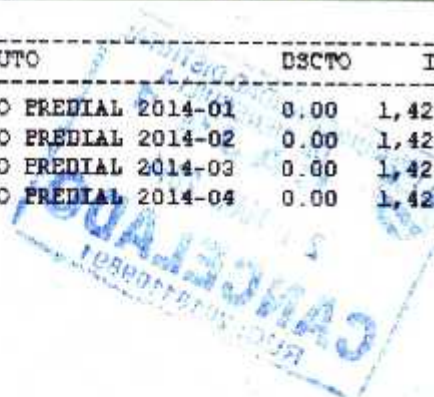 UTO DSCTO I
O PREDIAL 2014-01 0.00 1,42
O PREDIAL 2014-02 0.00 1,42
O PREDIAL 2014-03 0.00 1,42
O PREDIAL 2014-04 0.00 1,42
CANCELADO